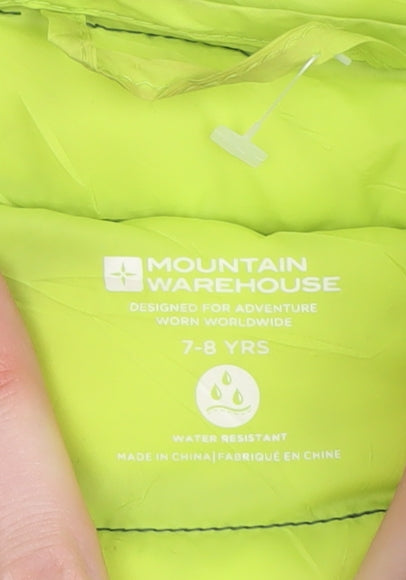 MOUNTAIN
WAREHOUSE
DESIGNED FOR ADVENTURE
WORN WORLDWIDE
7-8 YRS
WATER RESISTANT
MADE IN CHINA|FABRIQUÉ EN CHINE